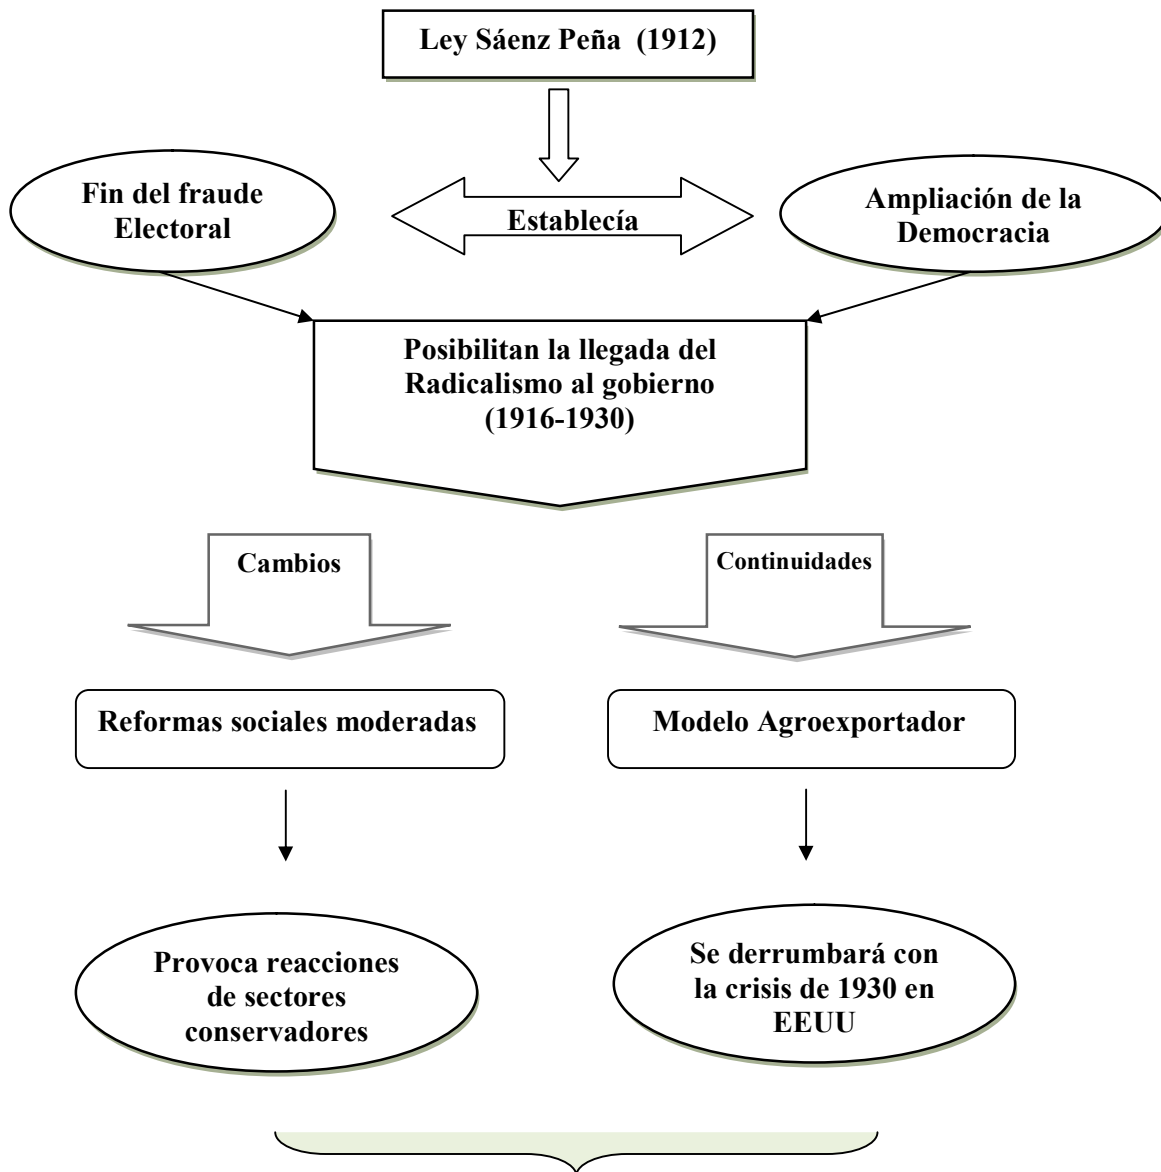 Ley Sáenz Peña (1912)
Fin del fraude
Electoral
Establecía
Ampliación de la
Democracia
Posibilitan la llegada del
Radicalismo al gobierno
(1916-1930)
Cambios
Continuidades
Reformas sociales moderadas
Modelo Agroexportador
Provoca reacciones
de sectores
conservadores
Se derrumbará con
la crisis de 1930 en
EEUU